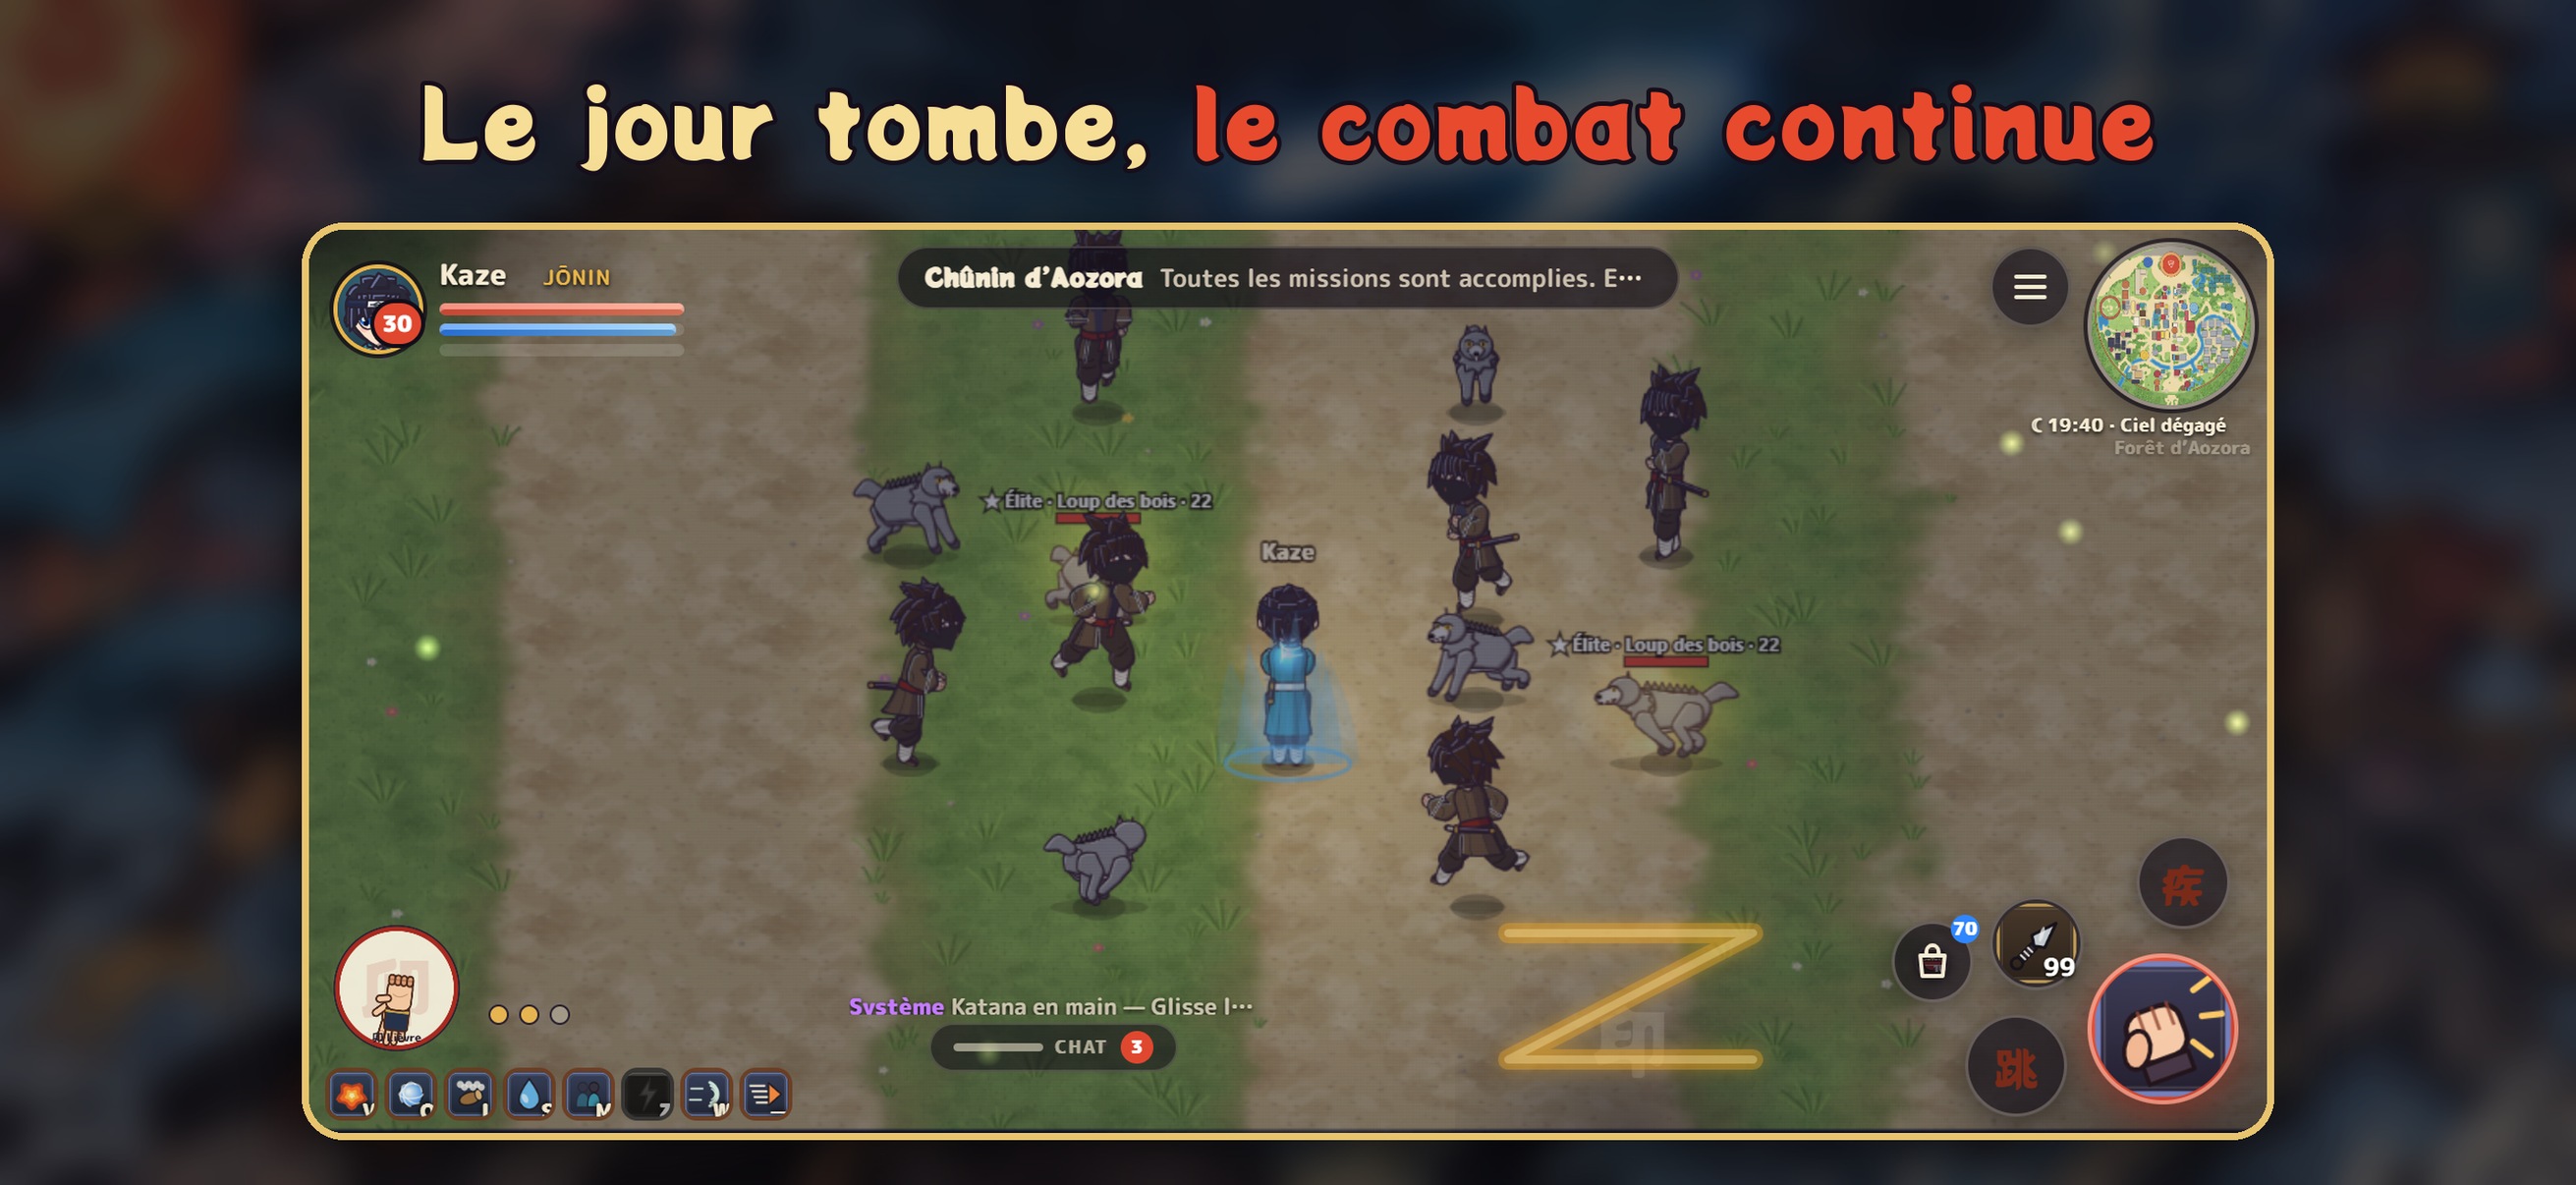 Le jour tombe, le combat continue
Kaze JŌNIN
30
Chûnin d'Aozora Toutes les missions sont accomplies. E···
☾ 19:40 · Ciel dégagé
Forêt d'Aozora
★ Élite · Loup des bois · 22
Kaze
★ Élite · Loup des bois · 22
疾
70
99
印
跳
Système Katana en main — Glisse l···
CHAT 3